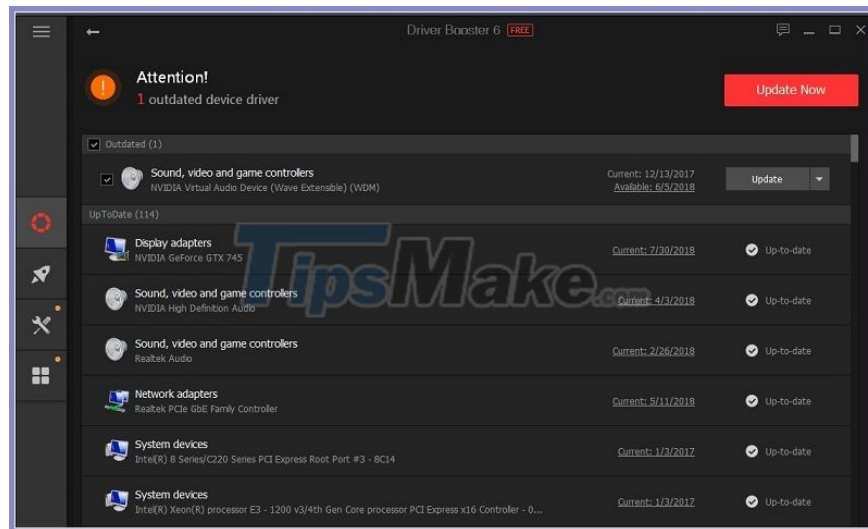 Driver Booster 6 FREE
Attention!
1 outdated device driver
Update Now
Outdated (1)
Sound, video and game controllers
NVIDIA Virtual Audio Device (Wave Extensible) (WDM)
Current: 12/13/2017
Available: 6/5/2018
Update
UpToDate (114)
Display adapters
NVIDIA GeForce GTX 745
Current: 7/30/2018
Up-to-date
Sound, video and game controllers
NVIDIA High Definition Audio
Current: 4/3/2018
Up-to-date
TipsMake.com
Sound, video and game controllers
Realtek Audio
Current: 2/26/2018
Up-to-date
Network adapters
Realtek PCIe GbE Family Controller
Current: 5/11/2018
Up-to-date
System devices
Intel(R) 8 Series/C220 Series PCI Express Root Port #3 - 8C14
Current: 1/3/2017
Up-to-date
System devices
Intel(R) Xeon(R) processor E3 - 1200 v3/4th Gen Core processor PCI Express x16 Controller - 0...
Current: 1/3/2017
Up-to-date